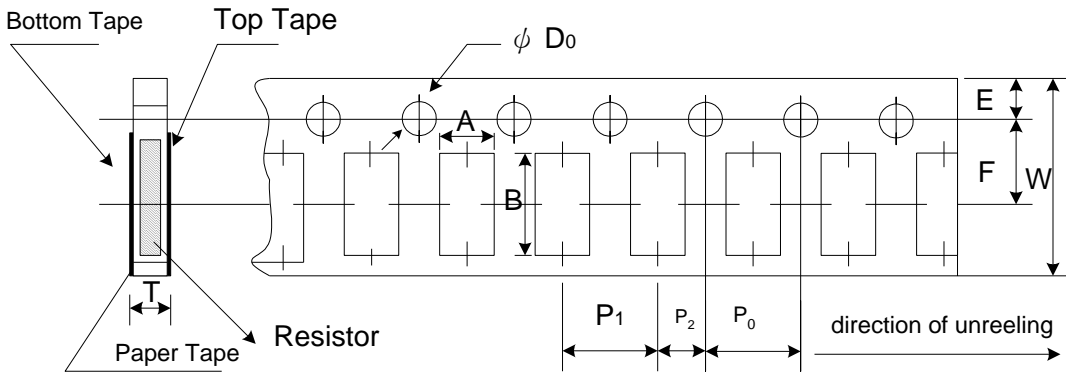 Bottom Tape
Top Tape
ϕ D₀
E
A
F
W
B
T
P₁
P₂
P₀
Resistor
direction of unreeling
Paper Tape